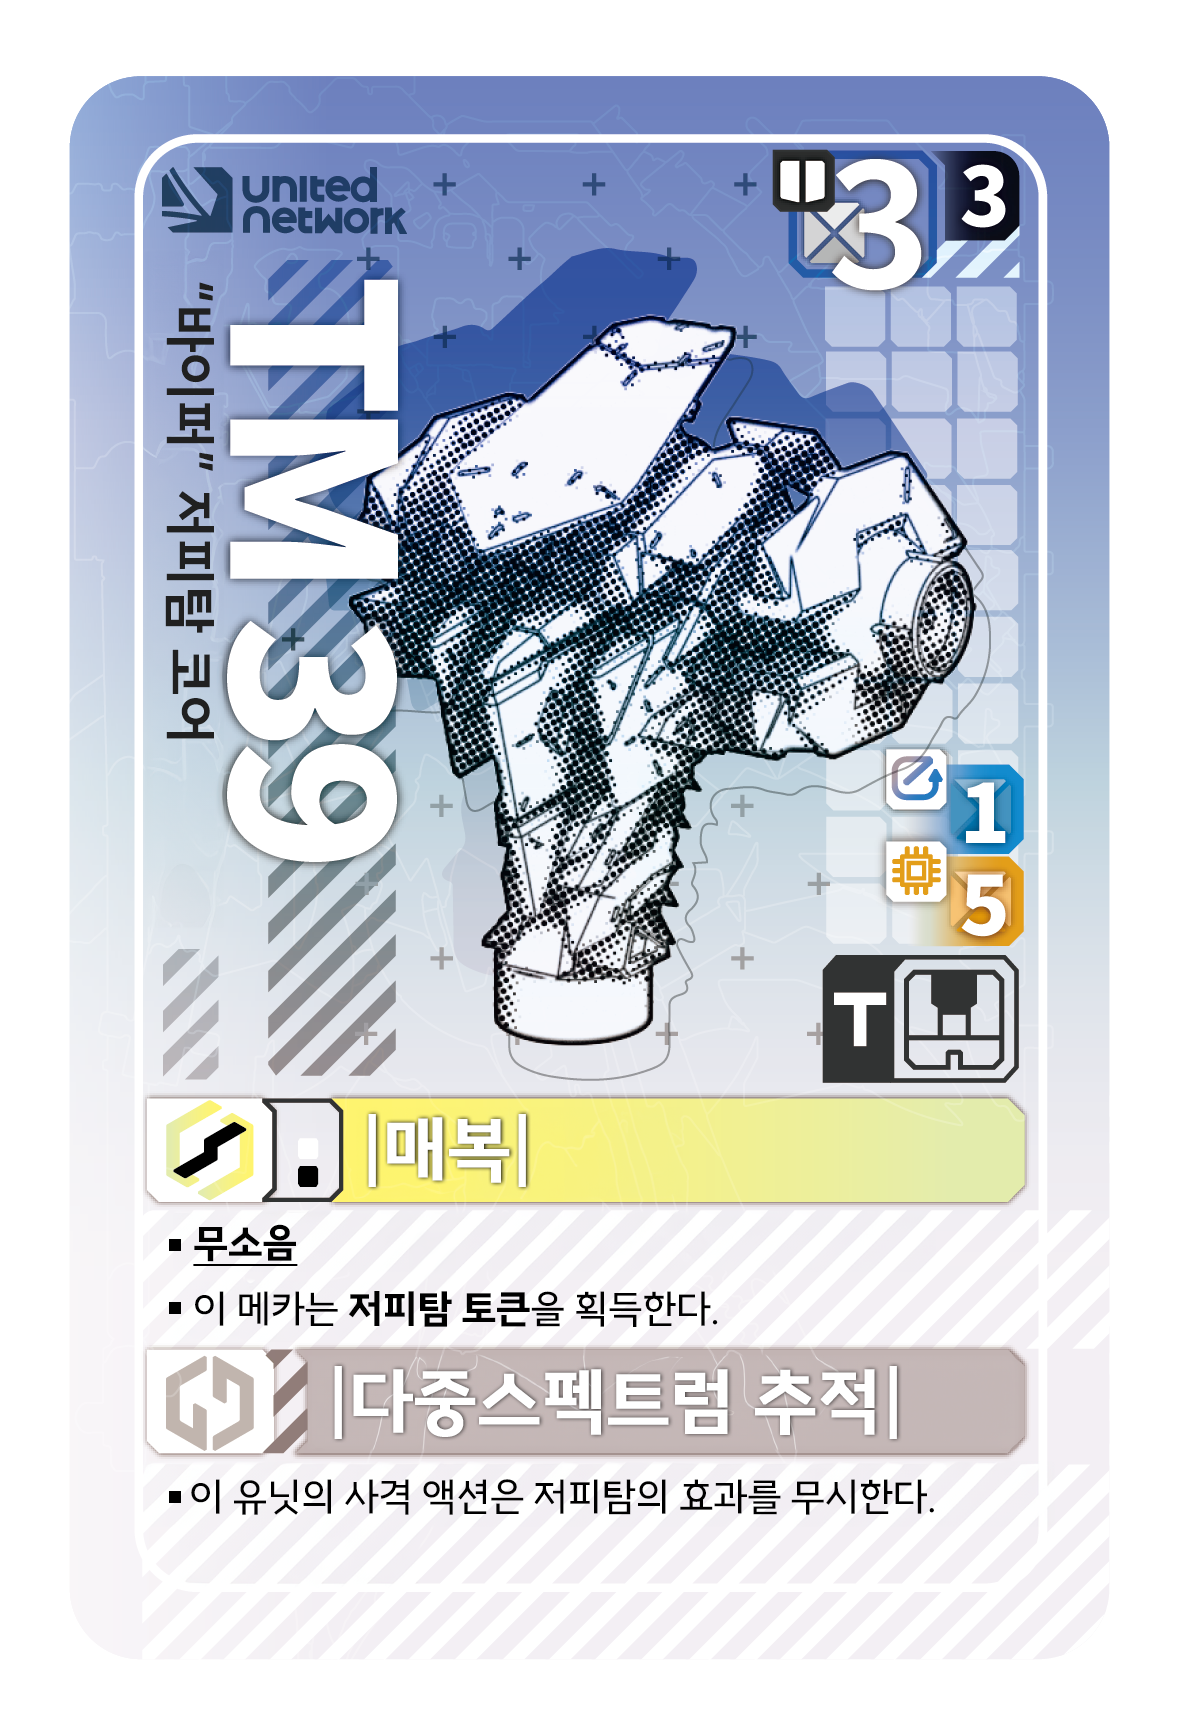 UNITED
NETWORK
3
3
TM 39
"바이퍼" 저피탐 코어
1
5
T
|매복|
▪ 무소음
▪ 이 메카는 저피탐 토큰을 획득한다.
|다중스펙트럼 추적|
▪ 이 유닛의 사격 액션은 저피탐의 효과를 무시한다.